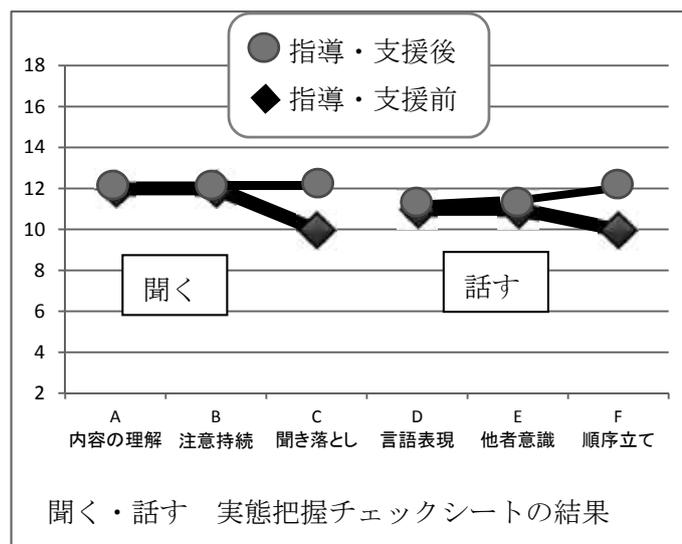 指導・支援後
指導・支援前
18
16
14
12
10
8
6
4
2
聞く
話す
A B C D E F
内容の理解 注意持続 聞き落とし 言語表現 他者意識 順序立て
聞く・話す　実態把握チェックシートの結果